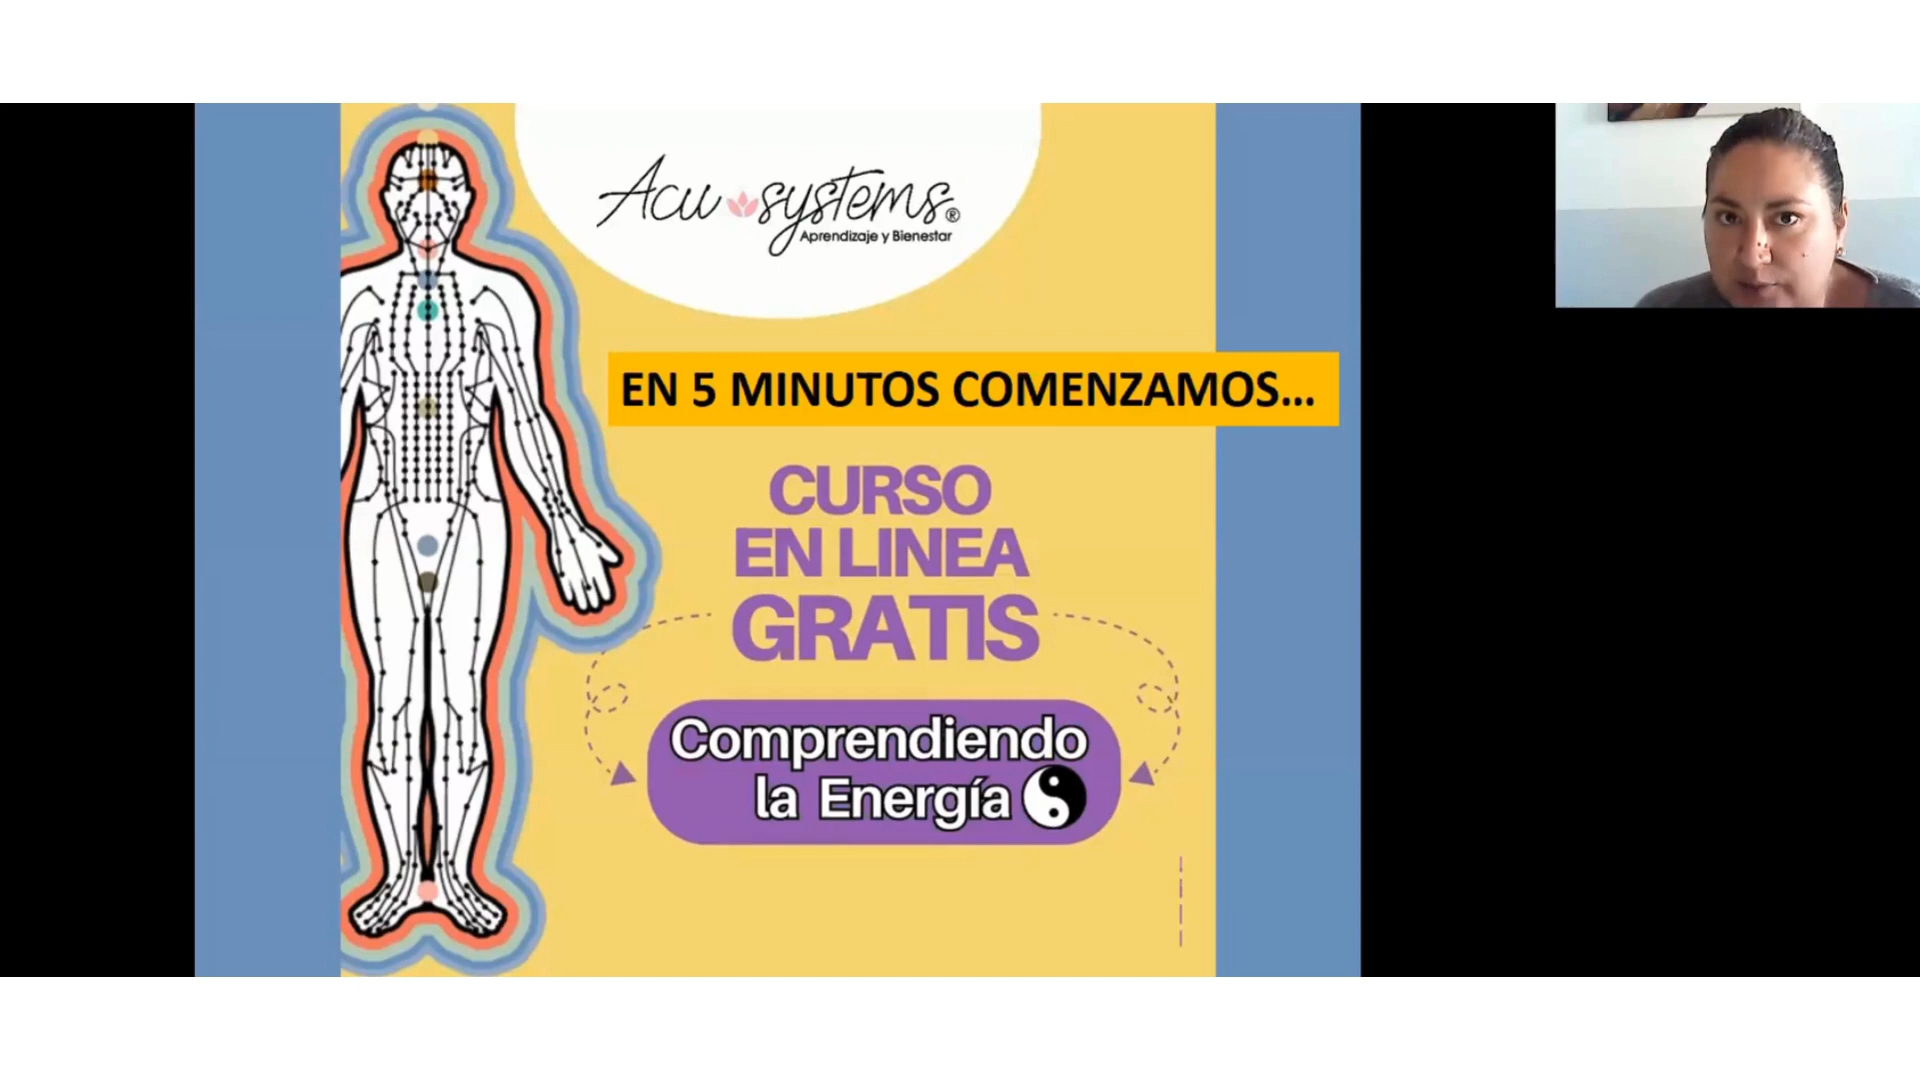 Acu systems®
Aprendizaje y Bienestar
EN 5 MINUTOS COMENZAMOS...
CURSO
EN LINEA
GRATIS
Comprendiendo
la Energía